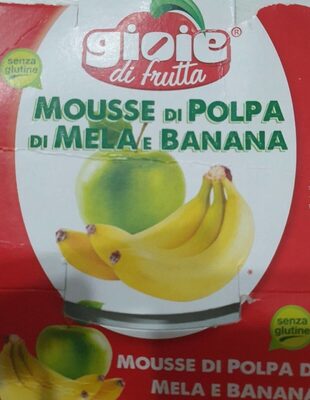 gioie®
di frutta
senza
glutine
MOUSSE DI POLPA
DI MELA E BANANA
senza
glutine
MOUSSE DI POLPA D
MELA E BANANA